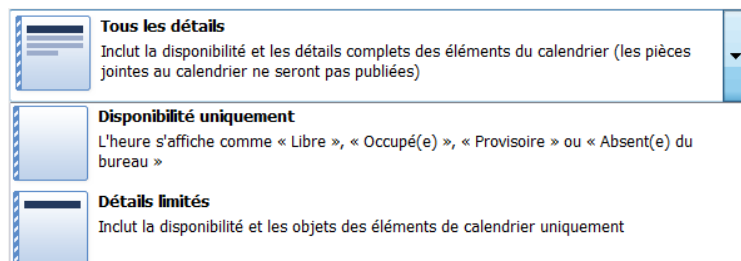 Tous les détails
Inclut la disponibilité et les détails complets des éléments du calendrier (les pièces
jointes au calendrier ne seront pas publiées)
Disponibilité uniquement
L'heure s'affiche comme « Libre », « Occupé(e) », « Provisoire » ou « Absent(e) du
bureau »
Détails limités
Inclut la disponibilité et les objets des éléments de calendrier uniquement